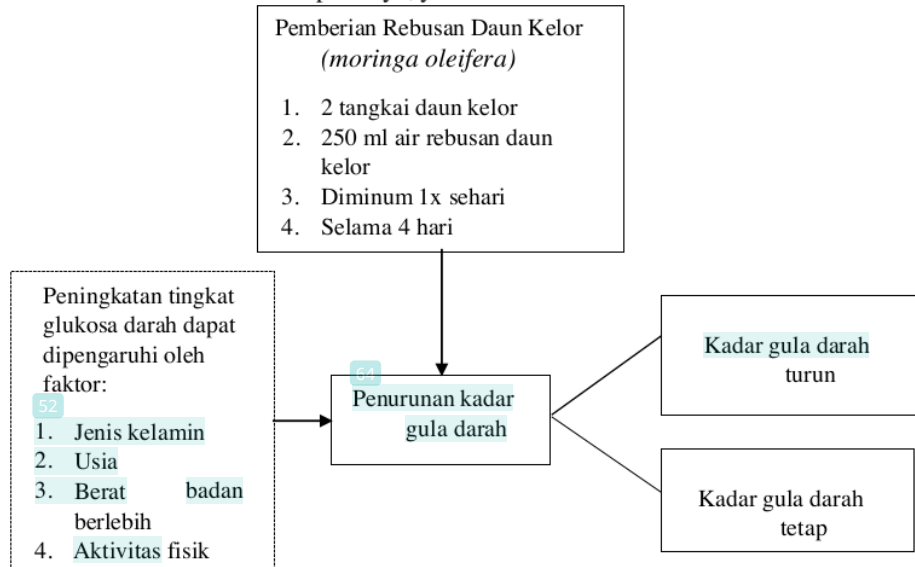 Pemberian Rebusan Daun Kelor
(moringa oleifera)
1. 2 tangkai daun kelor
2. 250 ml air rebusan daun
kelor
3. Diminum 1x sehari
4. Selama 4 hari
Peningkatan tingkat
glukosa darah dapat
dipengaruhi oleh
faktor:
52
1. Jenis kelamin
2. Usia
3. Berat badan
berlebih
4. Aktivitas fisik
64
Penurunan kadar
gula darah
Kadar gula darah
turun
Kadar gula darah
tetap